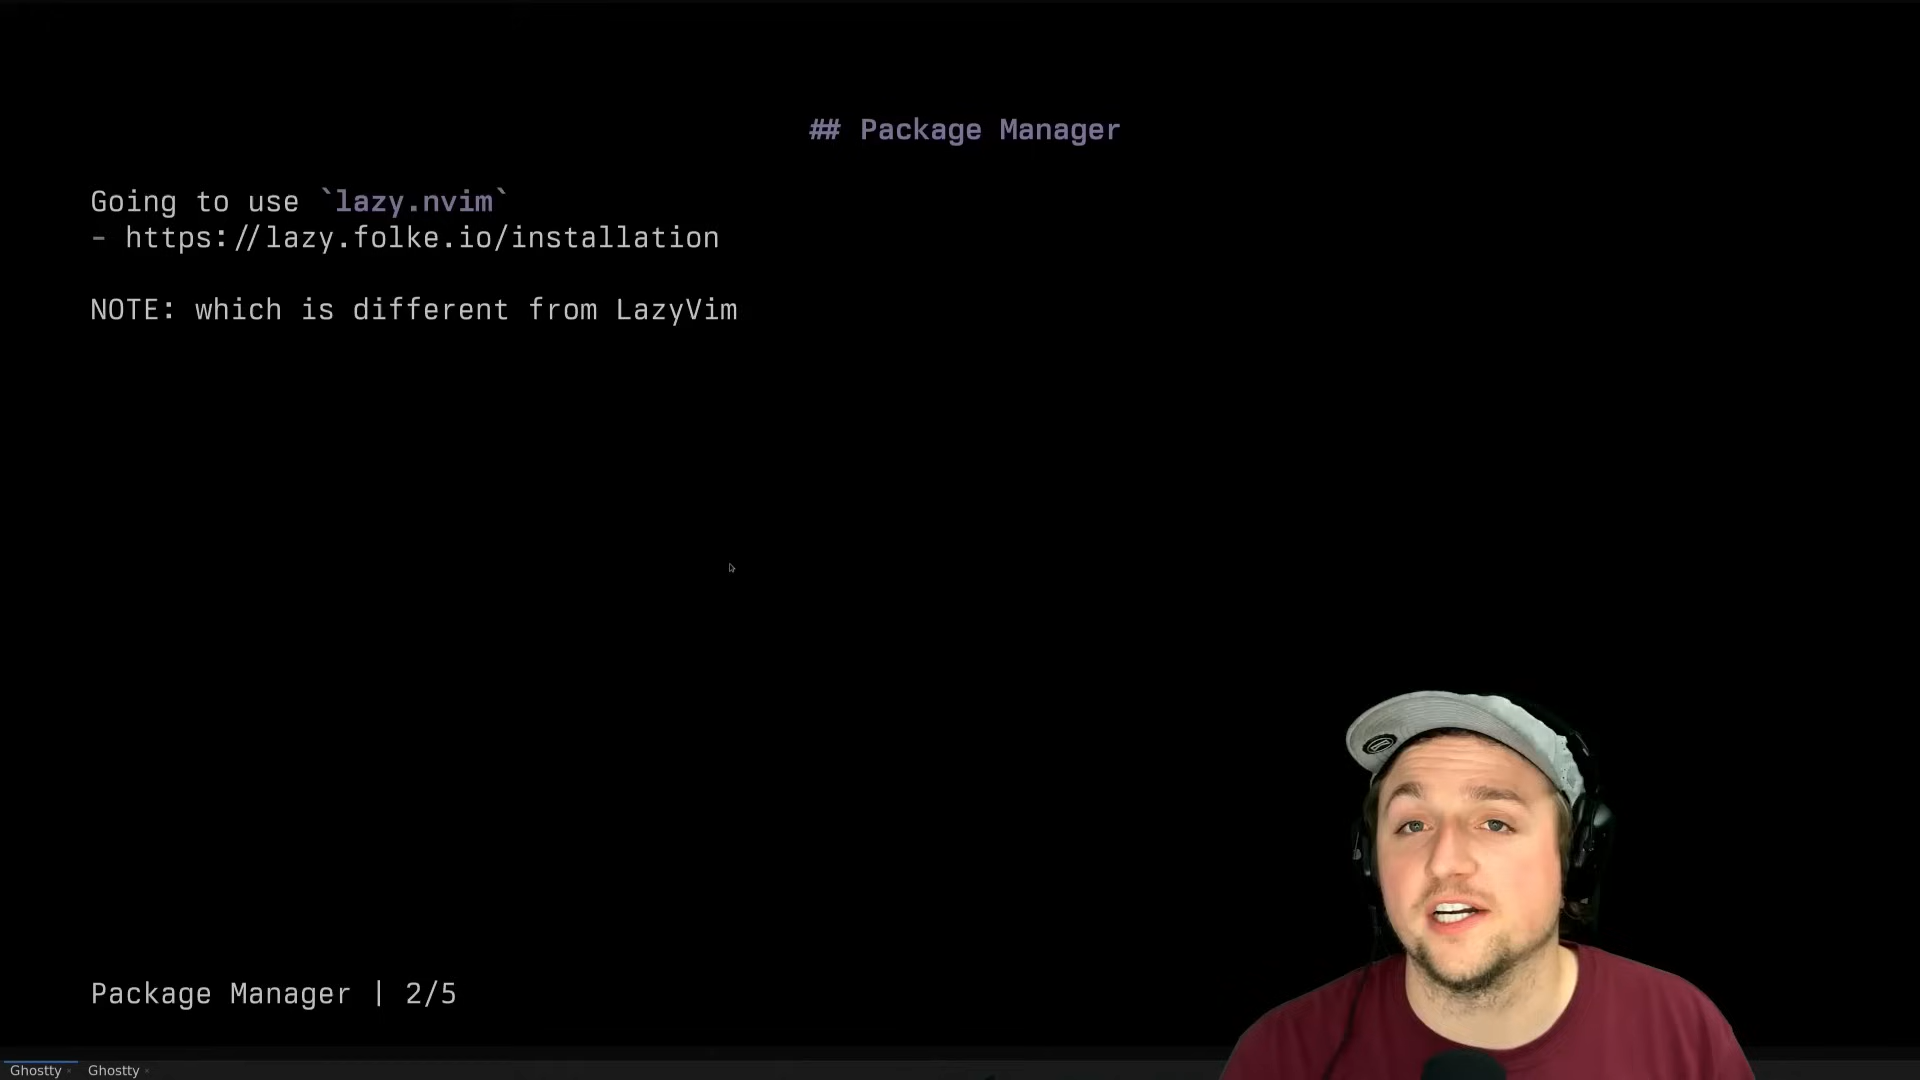 ## Package Manager
Going to use `lazy.nvim`
- https://lazy.folke.io/installation
NOTE: which is different from LazyVim
Package Manager | 2/5
Ghostty
Ghostty